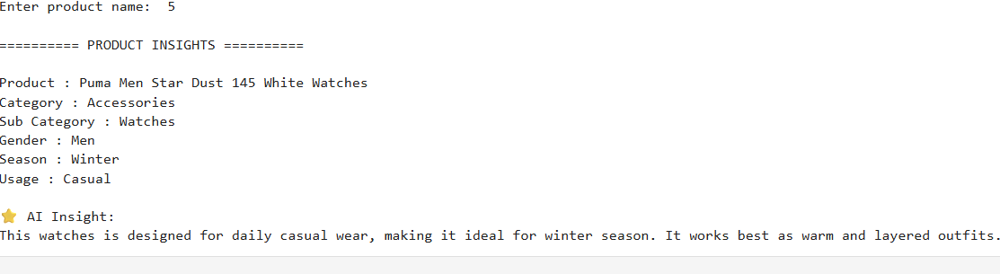 Enter product name:  5
========== PRODUCT INSIGHTS ==========
Product : Puma Men Star Dust 145 White Watches
Category : Accessories
Sub Category : Watches
Gender : Men
Season : Winter
Usage : Casual
⭐ AI Insight:
This watches is designed for daily casual wear, making it ideal for winter season. It works best as warm and layered outfits.